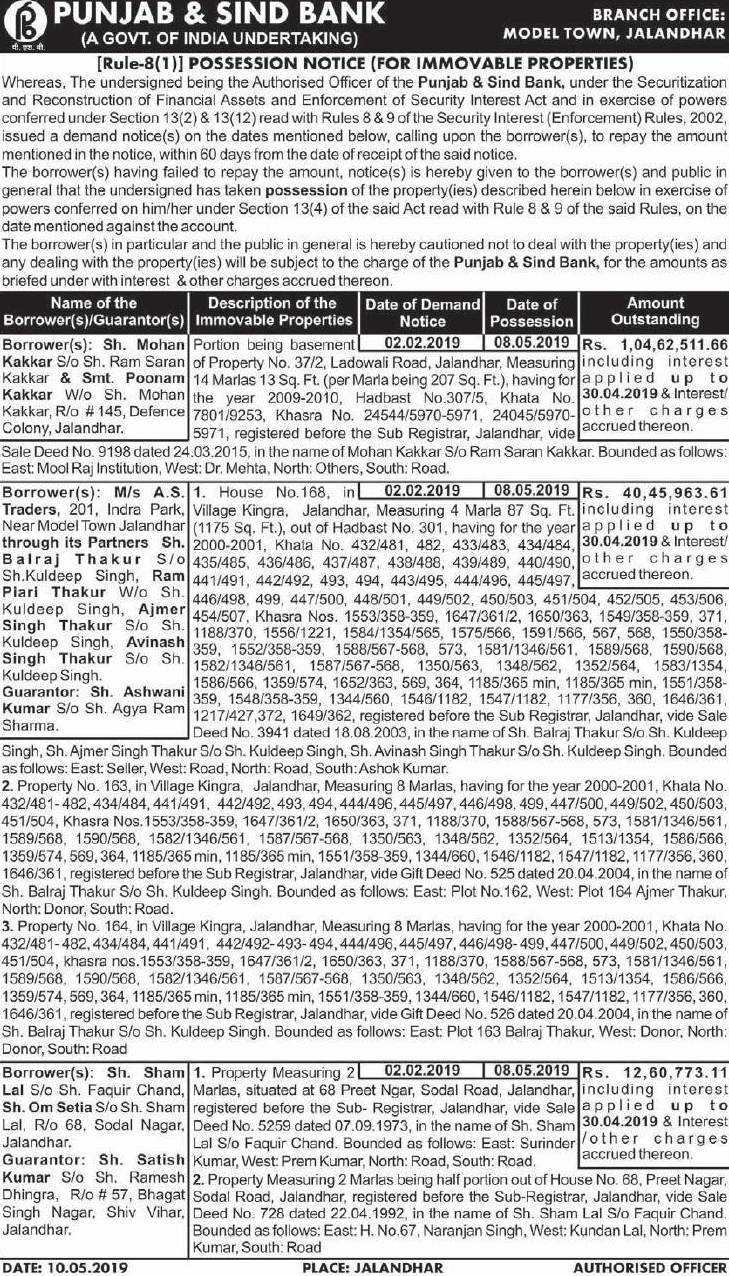 PUNJAB & SIND BANK
(A GOVT. OF INDIA UNDERTAKING)
पी. एस. बी.
BRANCH OFFICE:
MODEL TOWN, JALANDHAR
[Rule-8(1)] POSSESSION NOTICE (FOR IMMOVABLE PROPERTIES)
Whereas, The undersigned being the Authorised Officer of the Punjab & Sind Bank, under the Securitization
and Reconstruction of Financial Assets and Enforcement of Security Interest Act and in exercise of powers
conferred under Section 13(2) & 13(12) read with Rules 8 & 9 of the Security Interest (Enforcement) Rules, 2002,
issued a demand notice(s) on the dates mentioned below, calling upon the borrower(s), to repay the amount
mentioned in the notice, within 60 days from the date of receipt of the said notice.
The borrower(s) having failed to repay the amount, notice(s) is hereby given to the borrower(s) and public in
general that the undersigned has taken possession of the property(ies) described herein below in exercise of
powers conferred on him/her under Section 13(4) of the said Act read with Rule 8 & 9 of the said Rules, on the
date mentioned against the account.
The borrower(s) in particular and the public in general is hereby cautioned not to deal with the property(ies) and
any dealing with the property(ies) will be subject to the charge of the Punjab & Sind Bank, for the amounts as
briefed under with interest & other charges accrued thereon.
Name of the
Borrower(s)/Guarantor(s)
Description of the
Immovable Properties
Date of Demand
Notice
Date of
Possession
Amount
Outstanding
Borrower(s): Sh. Mohan
Kakkar S/o Sh. Ram Saran
Kakkar & Smt. Poonam
Kakkar W/o Sh. Mohan
Kakkar, R/o # 145, Defence
Colony, Jalandhar.
Portion being basement
of Property No. 37/2, Ladowali Road, Jalandhar, Measuring
14 Marlas 13 Sq. Ft. (per Marla being 207 Sq. Ft.), having for
the year 2009-2010, Hadbast No.307/5, Khata No.
7801/9253, Khasra No. 24544/5970-5971, 24045/5970-
5971, registered before the Sub Registrar, Jalandhar, vide
02.02.2019
08.05.2019
Rs. 1,04,62,511.66
including interest
applied up to
30.04.2019 & Interest/
other charges
accrued thereon.
Sale Deed No. 9198 dated 24.03.2015, in the name of Mohan Kakkar S/o Ram Saran Kakkar. Bounded as follows:
East: Mool Raj Institution, West: Dr. Mehta, North: Others, South: Road.
Borrower(s): M/s A.S.
Traders, 201, Indra Park,
Near Model Town Jalandhar
through its Partners Sh.
Balraj Thakur S/o
Sh.Kuldeep Singh, Ram
Piari Thakur W/o Sh.
Kuldeep Singh, Ajmer
Singh Thakur S/o Sh.
Kuldeep Singh, Avinash
Singh Thakur S/o Sh.
Kuldeep Singh.
Guarantor: Sh. Ashwani
Kumar S/o Sh. Agya Ram
Sharma.
1. House No.168, in
Village Kingra, Jalandhar, Measuring 4 Marla 87 Sq. Ft.
(1175 Sq. Ft.), out of Hadbast No. 301, having for the year
2000-2001, Khata No. 432/481, 482, 433/483, 434/484,
435/485, 436/486, 437/487, 438/488, 439/489, 440/490,
441/491, 442/492, 493, 494, 443/495, 444/496, 445/497,
446/498, 499, 447/500, 448/501, 449/502, 450/503, 451/504, 452/505, 453/506,
454/507, Khasra Nos. 1553/358-359, 1647/361/2, 1650/363, 1549/358-359, 371,
1188/370, 1556/1221, 1584/1354/565, 1575/566, 1591/566, 567, 568, 1550/358-
359, 1552/358-359, 1588/567-568, 573, 1581/1346/561, 1589/568, 1590/568,
1582/1346/561, 1587/567-568, 1350/563, 1348/562, 1352/564, 1583/1354,
1586/566, 1359/574, 1652/363, 569, 364, 1185/365 min, 1185/365 min, 1551/358-
359, 1548/358-359, 1344/560, 1546/1182, 1547/1182, 1177/356, 360, 1646/361,
1217/427,372, 1649/362, registered before the Sub Registrar, Jalandhar, vide Sale
Deed No. 3941 dated 18.08.2003, in the name of Sh. Balraj Thakur S/o Sh. Kuldeep
02.02.2019
08.05.2019
Rs. 40,45,963.61
including interest
applied up to
30.04.2019 & Interest/
other charges
accrued thereon.
Singh, Sh. Ajmer Singh Thakur S/o Sh. Kuldeep Singh, Sh. Avinash Singh Thakur S/o Sh. Kuldeep Singh. Bounded
as follows: East: Seller, West: Road, North: Road, South: Ashok Kumar.
2. Property No. 163, in Village Kingra, Jalandhar, Measuring 8 Marlas, having for the year 2000-2001, Khata No.
432/481- 482, 434/484, 441/491, 442/492, 493, 494, 444/496, 445/497, 446/498, 499, 447/500, 449/502, 450/503,
451/504, Khasra Nos.1553/358-359, 1647/361/2, 1650/363, 371, 1188/370, 1588/567-568, 573, 1581/1346/561,
1589/568, 1590/568, 1582/1346/561, 1587/567-568, 1350/563, 1348/562, 1352/564, 1513/1354, 1586/566,
1359/574, 569, 364, 1185/365 min, 1185/365 min, 1551/358-359, 1344/660, 1546/1182, 1547/1182, 1177/356, 360,
1646/361, registered before the Sub Registrar, Jalandhar, vide Gift Deed No. 525 dated 20.04.2004, in the name of
Sh. Balraj Thakur S/o Sh. Kuldeep Singh. Bounded as follows: East: Plot No.162, West: Plot 164 Ajmer Thakur,
North: Donor, South: Road.
3. Property No. 164, in Village Kingra, Jalandhar, Measuring 8 Marlas, having for the year 2000-2001, Khata No.
432/481- 482, 434/484, 441/491, 442/492- 493- 494, 444/496, 445/497, 446/498- 499, 447/500, 449/502, 450/503,
451/504, khasra nos.1553/358-359, 1647/361/2, 1650/363, 371, 1188/370, 1588/567-568, 573, 1581/1346/561,
1589/568, 1590/568, 1582/1346/561, 1587/567-568, 1350/563, 1348/562, 1352/564, 1513/1354, 1586/566,
1359/574, 569, 364, 1185/365 min, 1185/365 min, 1551/358-359, 1344/660, 1546/1182, 1547/1182, 1177/356, 360,
1646/361, registered before the Sub Registrar, Jalandhar, vide Gift Deed No. 526 dated 20.04.2004, in the name of
Sh. Balraj Thakur S/o Sh. Kuldeep Singh. Bounded as follows: East: Plot 163 Balraj Thakur, West: Donor, North:
Donor, South: Road
Borrower(s): Sh. Sham
Lal S/o Sh. Faquir Chand,
Sh. Om Setia S/o Sh. Sham
Lal, R/o 68, Sodal Nagar,
Jalandhar.
Guarantor: Sh. Satish
Kumar S/o Sh. Ramesh
Dhingra, R/o # 57, Bhagat
Singh Nagar, Shiv Vihar,
Jalandhar.
1. Property Measuring 2
Marlas, situated at 68 Preet Ngar, Sodal Road, Jalandhar,
registered before the Sub- Registrar, Jalandhar, vide Sale
Deed No. 5259 dated 07.09.1973, in the name of Sh. Sham
Lal S/o Faquir Chand. Bounded as follows: East: Surinder
Kumar, West: Prem Kumar, North: Road, South: Road.
02.02.2019
08.05.2019
Rs. 12,60,773.11
including interest
applied up to
30.04.2019 & Interest
/other charges
accrued thereon.
2. Property Measuring 2 Marlas being half portion out of House No. 68, Preet Nagar,
Sodal Road, Jalandhar, registered before the Sub-Registrar, Jalandhar, vide Sale
Deed No. 728 dated 22.04.1992, in the name of Sh. Sham Lal S/o Faquir Chand.
Bounded as follows: East: H. No.67, Naranjan Singh, West: Kundan Lal, North: Prem
Kumar, South: Road
DATE: 10.05.2019
PLACE: JALANDHAR
AUTHORISED OFFICER